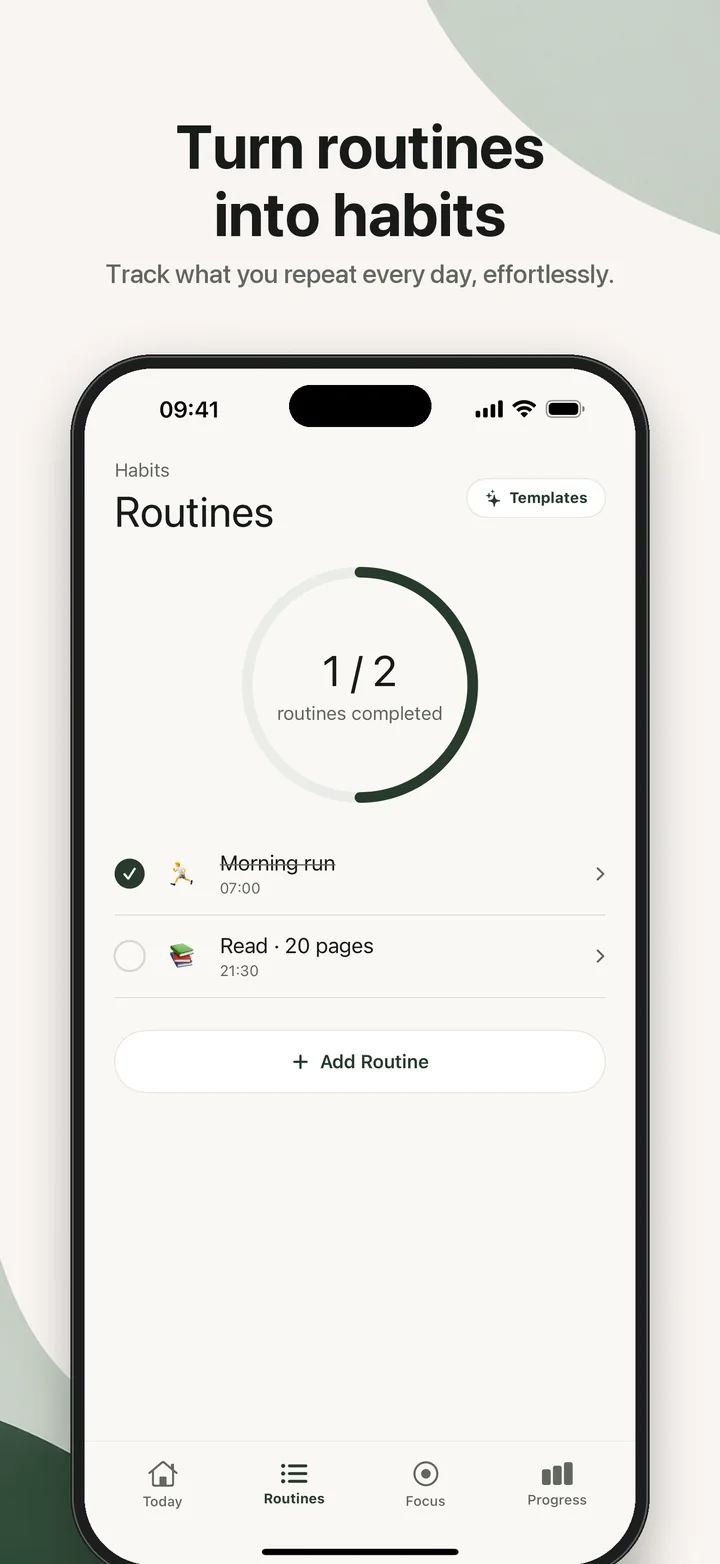 Turn routines
into habits
Track what you repeat every day, effortlessly.
09:41
Habits
Routines
Templates
1 / 2
routines completed
Morning run
07:00
Read · 20 pages
21:30
+ Add Routine
Today
Routines
Focus
Progress